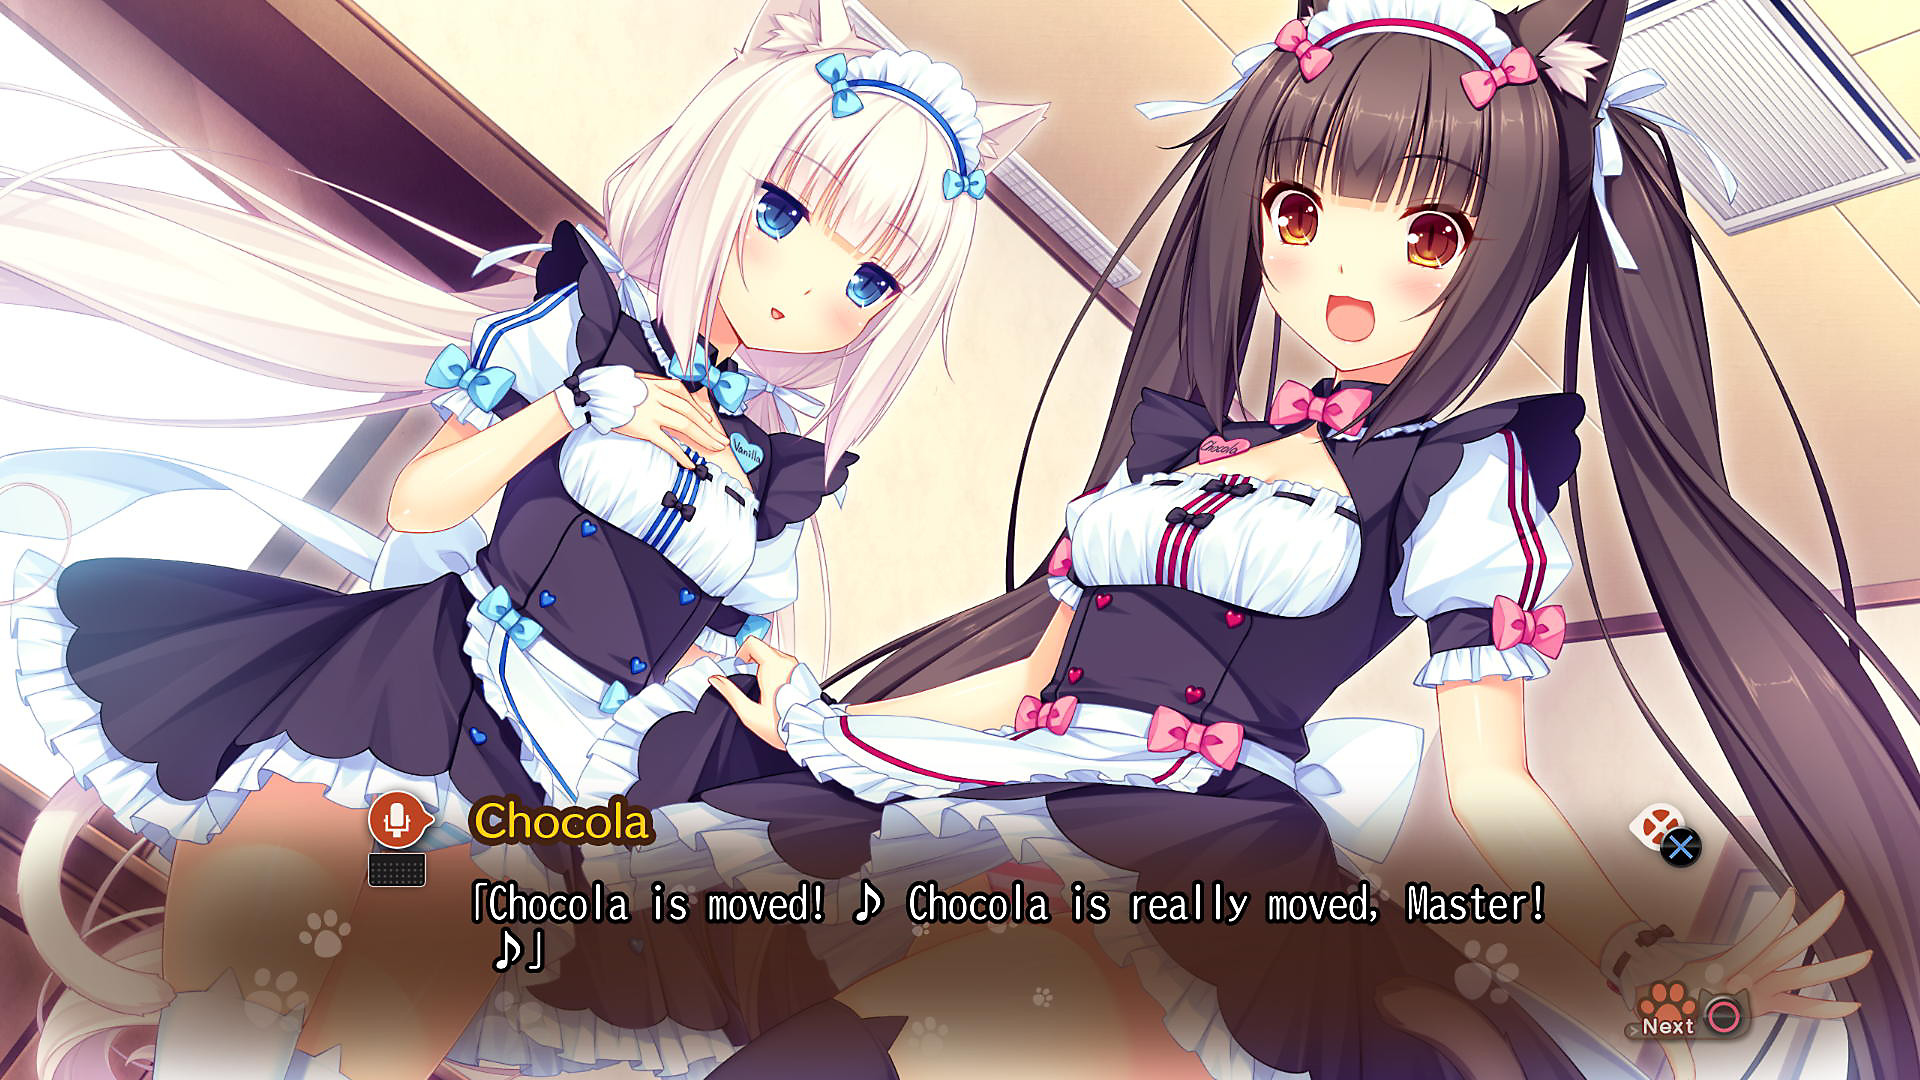 Vanilla
Chocola
Chocola
「Chocola is moved! ♪ Chocola is really moved, Master!
♪」
Next